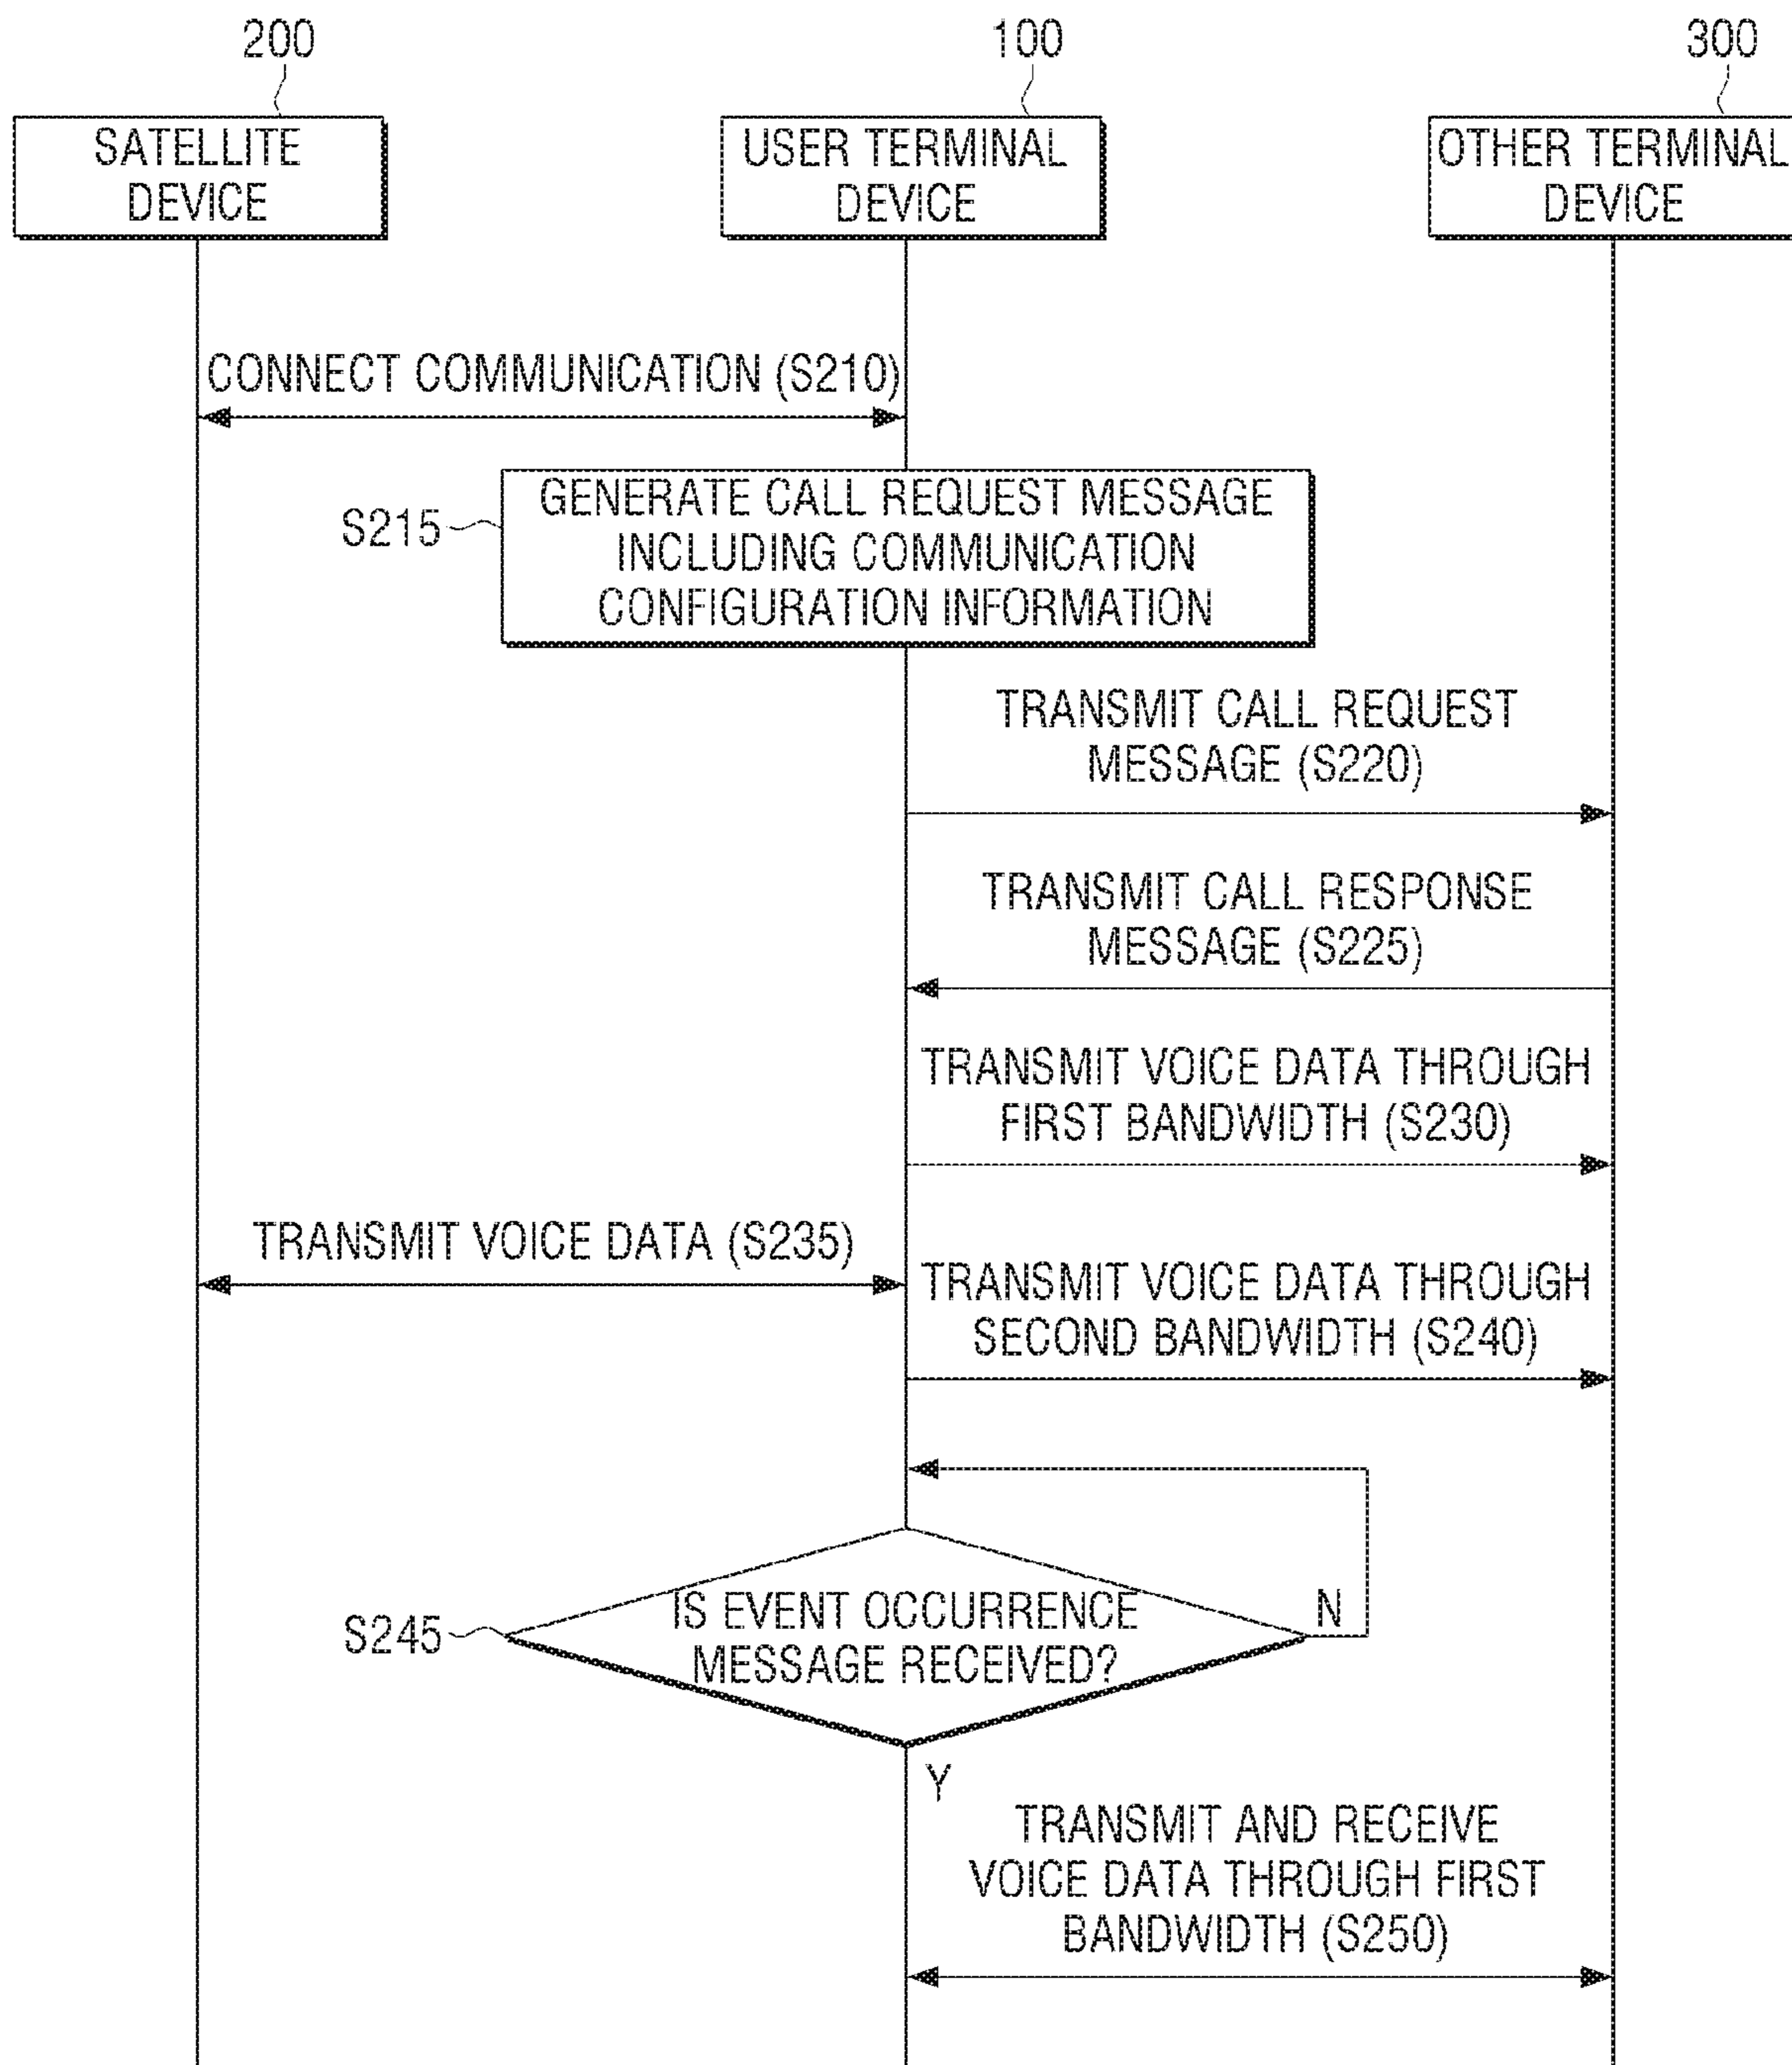 200
100
300
SATELLITE
DEVICE
USER TERMINAL
DEVICE
OTHER TERMINAL
DEVICE
CONNECT COMMUNICATION (S210)
S215
GENERATE CALL REQUEST MESSAGE
INCLUDING COMMUNICATION
CONFIGURATION INFORMATION
TRANSMIT CALL REQUEST
MESSAGE (S220)
TRANSMIT CALL RESPONSE
MESSAGE (S225)
TRANSMIT VOICE DATA THROUGH
FIRST BANDWIDTH (S230)
TRANSMIT VOICE DATA (S235)
TRANSMIT VOICE DATA THROUGH
SECOND BANDWIDTH (S240)
S245
IS EVENT OCCURRENCE
MESSAGE RECEIVED?
N
Y
TRANSMIT AND RECEIVE
VOICE DATA THROUGH FIRST
BANDWIDTH (S250)